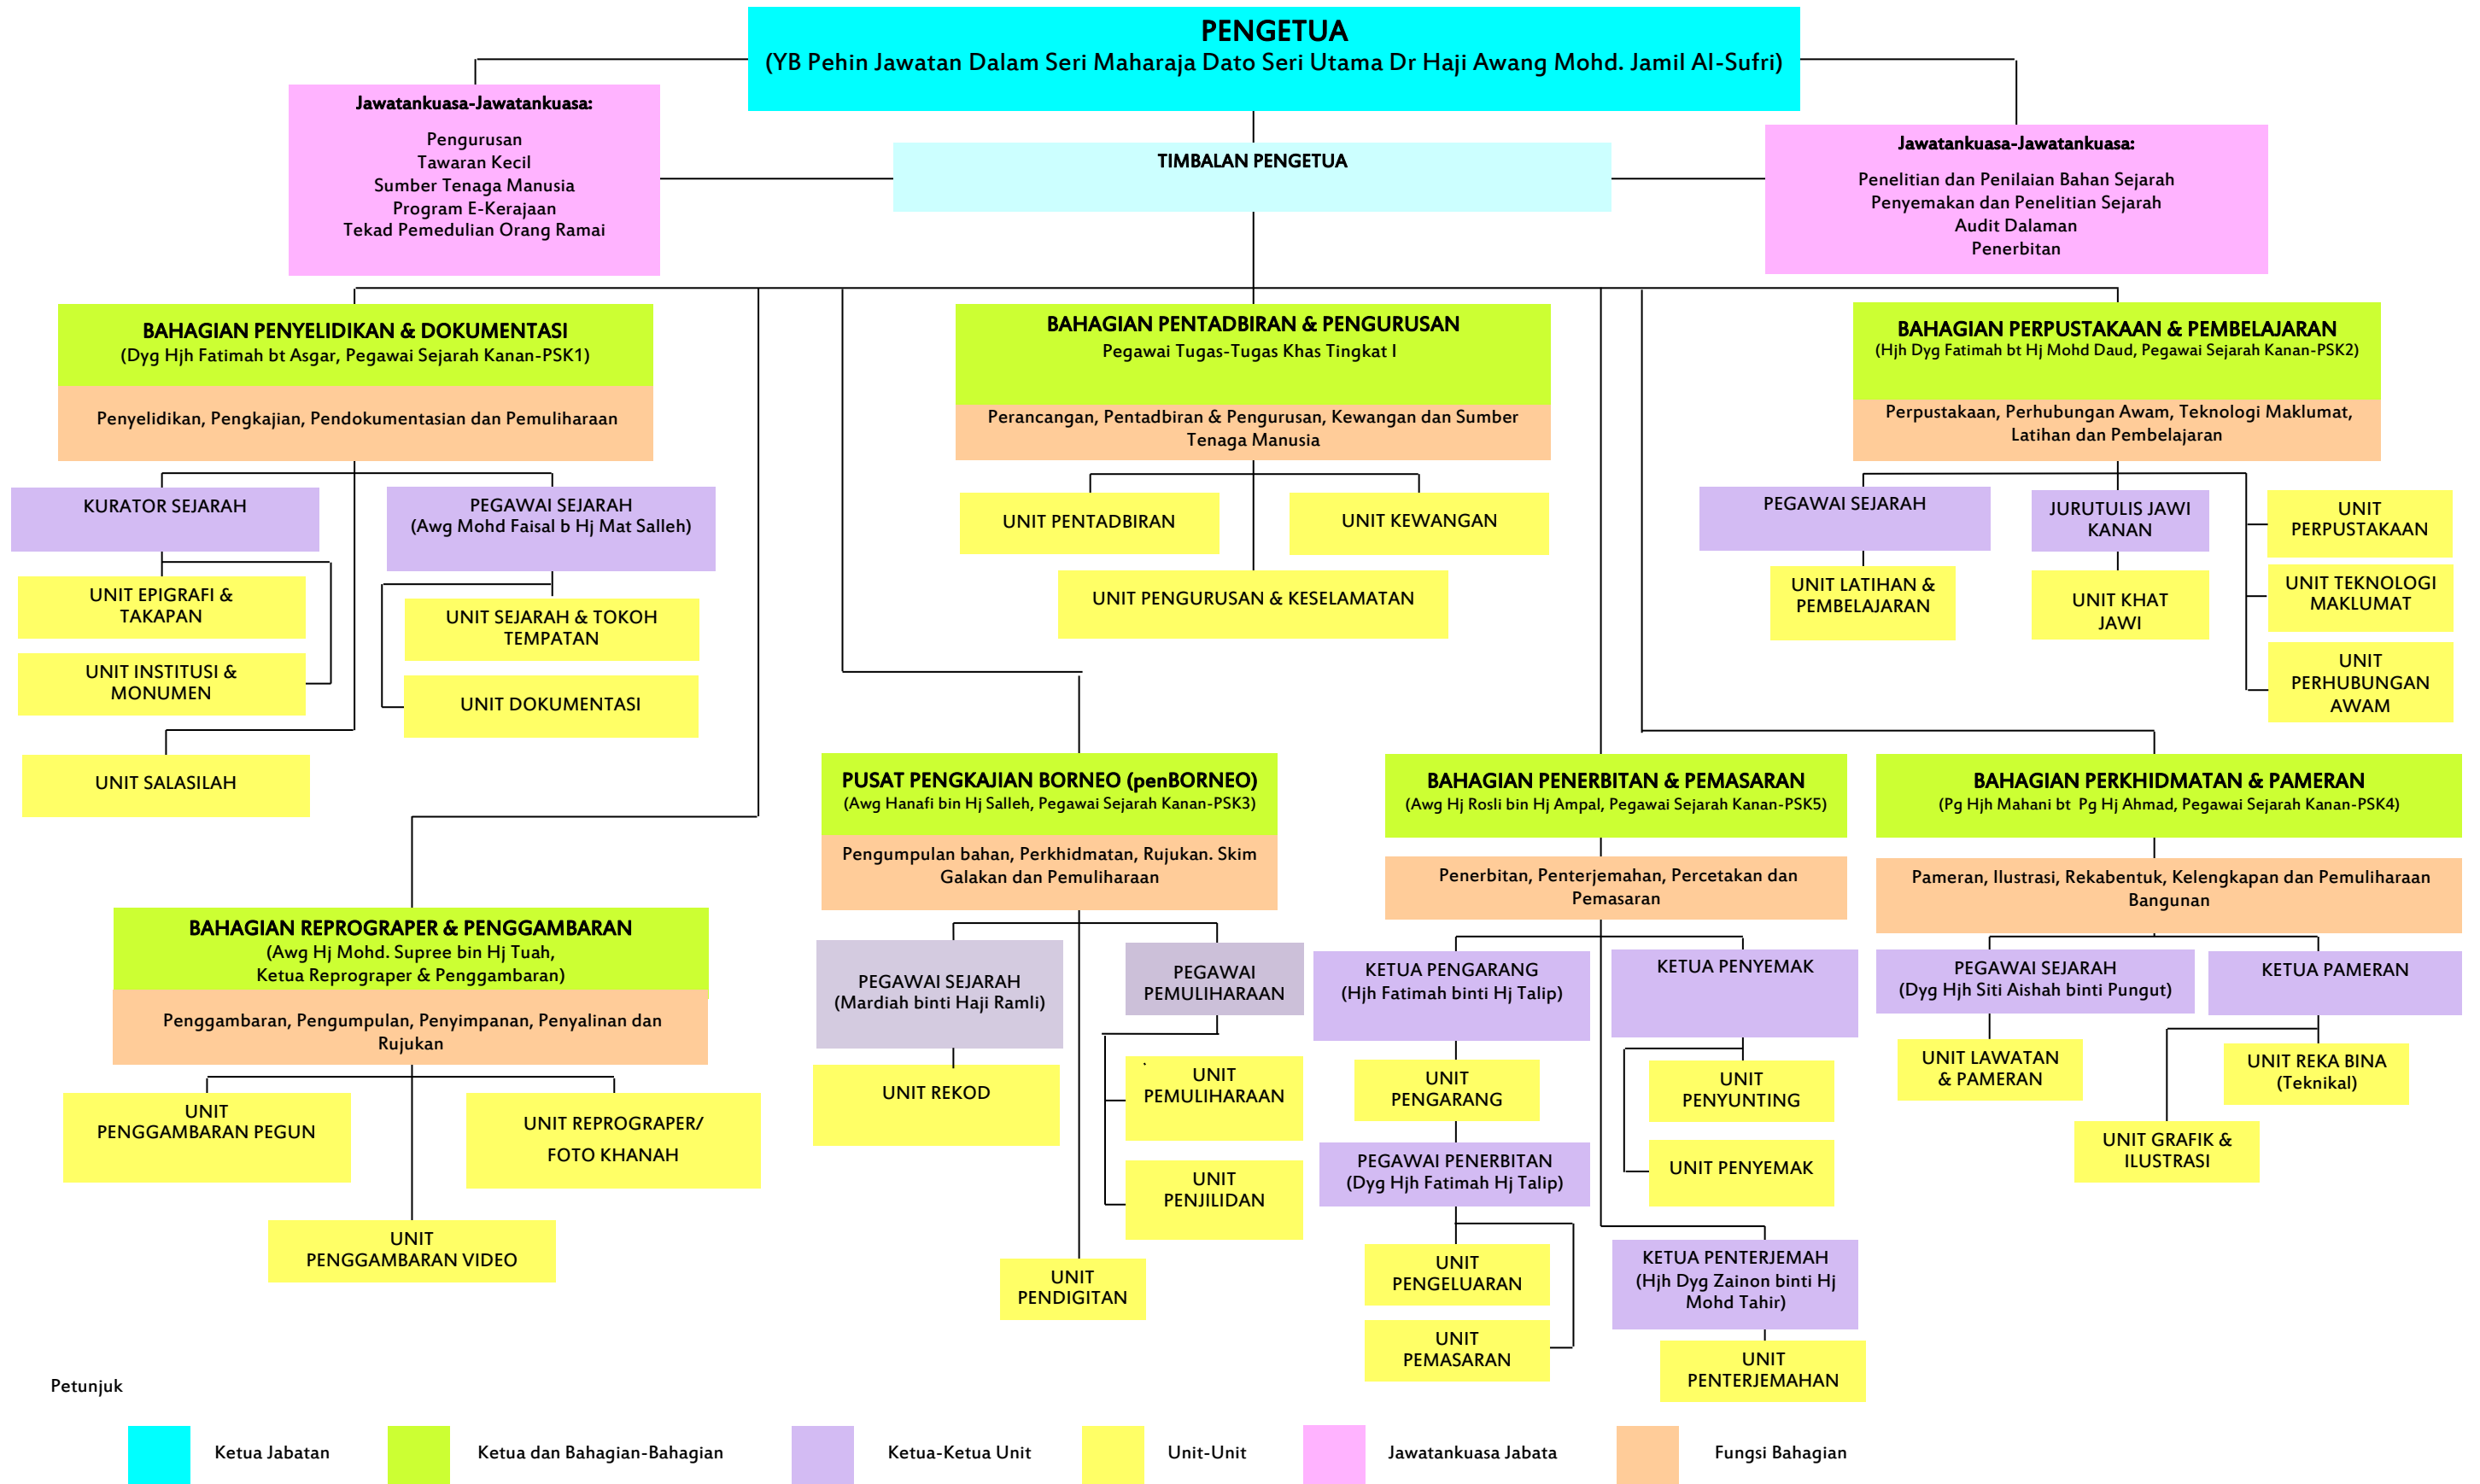 PENGETUA
(YB Pehin Jawatan Dalam Seri Maharaja Dato Seri Utama Dr Haji Awang Mohd. Jamil Al-Sufri)
Jawatankuasa-Jawatankuasa:
Pengurusan
Tawaran Kecil
Sumber Tenaga Manusia
Program E-Kerajaan
Tekad Pemedulian Orang Ramai
TIMBALAN PENGETUA
Jawatankuasa-Jawatankuasa:
Penelitian dan Penilaian Bahan Sejarah
Penyemakan dan Penelitian Sejarah
Audit Dalaman
Penerbitan
BAHAGIAN PENYELIDIKAN & DOKUMENTASI
(Dyg Hjh Fatimah bt Asgar, Pegawai Sejarah Kanan-PSK1)
Penyelidikan, Pengkajian, Pendokumentasian dan Pemuliharaan
KURATOR SEJARAH
UNIT EPIGRAFI &
TAKAPAN
UNIT INSTITUSI &
MONUMEN
PEGAWAI SEJARAH
(Awg Mohd Faisal b Hj Mat Salleh)
UNIT SEJARAH & TOKOH
TEMPATAN
UNIT DOKUMENTASI
UNIT SALASILAH
BAHAGIAN PENTADBIRAN & PENGURUSAN
Pegawai Tugas-Tugas Khas Tingkat I
Perancangan, Pentadbiran & Pengurusan, Kewangan dan Sumber
Tenaga Manusia
UNIT PENTADBIRAN
UNIT KEWANGAN
UNIT PENGURUSAN & KESELAMATAN
BAHAGIAN PERPUSTAKAAN & PEMBELAJARAN
(Hjh Dyg Fatimah bt Hj Mohd Daud, Pegawai Sejarah Kanan-PSK2)
Perpustakaan, Perhubungan Awam, Teknologi Maklumat,
Latihan dan Pembelajaran
PEGAWAI SEJARAH
UNIT LATIHAN &
PEMBELAJARAN
JURUTULIS JAWI
KANAN
UNIT KHAT
JAWI
UNIT
PERPUSTAKAAN
UNIT TEKNOLOGI
MAKLUMAT
UNIT
PERHUBUNGAN
AWAM
BAHAGIAN REPROGRAPER & PENGGAMBARAN
(Awg Hj Mohd. Supree bin Hj Tuah,
Ketua Reprograper & Penggambaran)
Penggambaran, Pengumpulan, Penyimpanan, Penyalinan dan
Rujukan
UNIT
PENGGAMBARAN PEGUN
UNIT REPROGRAPER/
FOTO KHANAH
UNIT
PENGGAMBARAN VIDEO
PUSAT PENGKAJIAN BORNEO (penBORNEO)
(Awg Hanafi bin Hj Salleh, Pegawai Sejarah Kanan-PSK3)
Pengumpulan bahan, Perkhidmatan, Rujukan. Skim
Galakan dan Pemuliharaan
PEGAWAI SEJARAH
(Mardiah binti Haji Ramli)
UNIT REKOD
PEGAWAI
PEMULIHARAAN
UNIT
PEMULIHARAAN
UNIT
PENJILIDAN
UNIT
PENDIGITAN
BAHAGIAN PENERBITAN & PEMASARAN
(Awg Hj Rosli bin Hj Ampal, Pegawai Sejarah Kanan-PSK5)
Penerbitan, Penterjemahan, Percetakan dan
Pemasaran
KETUA PENGARANG
(Hjh Fatimah binti Hj Talip)
UNIT
PENGARANG
PEGAWAI PENERBITAN
(Dyg Hjh Fatimah Hj Talip)
UNIT
PENGELUARAN
UNIT
PEMASARAN
KETUA PENYEMAK
UNIT
PENYUNTING
UNIT PENYEMAK
KETUA PENTERJEMAH
(Hjh Dyg Zainon binti Hj
Mohd Tahir)
UNIT
PENTERJEMAHAN
BAHAGIAN PERKHIDMATAN & PAMERAN
(Pg Hjh Mahani bt Pg Hj Ahmad, Pegawai Sejarah Kanan-PSK4)
Pameran, Ilustrasi, Rekabentuk, Kelengkapan dan Pemuliharaan
Bangunan
PEGAWAI SEJARAH
(Dyg Hjh Siti Aishah binti Pungut)
UNIT LAWATAN
& PAMERAN
KETUA PAMERAN
UNIT REKA BINA
(Teknikal)
UNIT GRAFIK &
ILUSTRASI
Petunjuk
Ketua Jabatan
Ketua dan Bahagian-Bahagian
Ketua-Ketua Unit
Unit-Unit
Jawatankuasa Jabata
Fungsi Bahagian